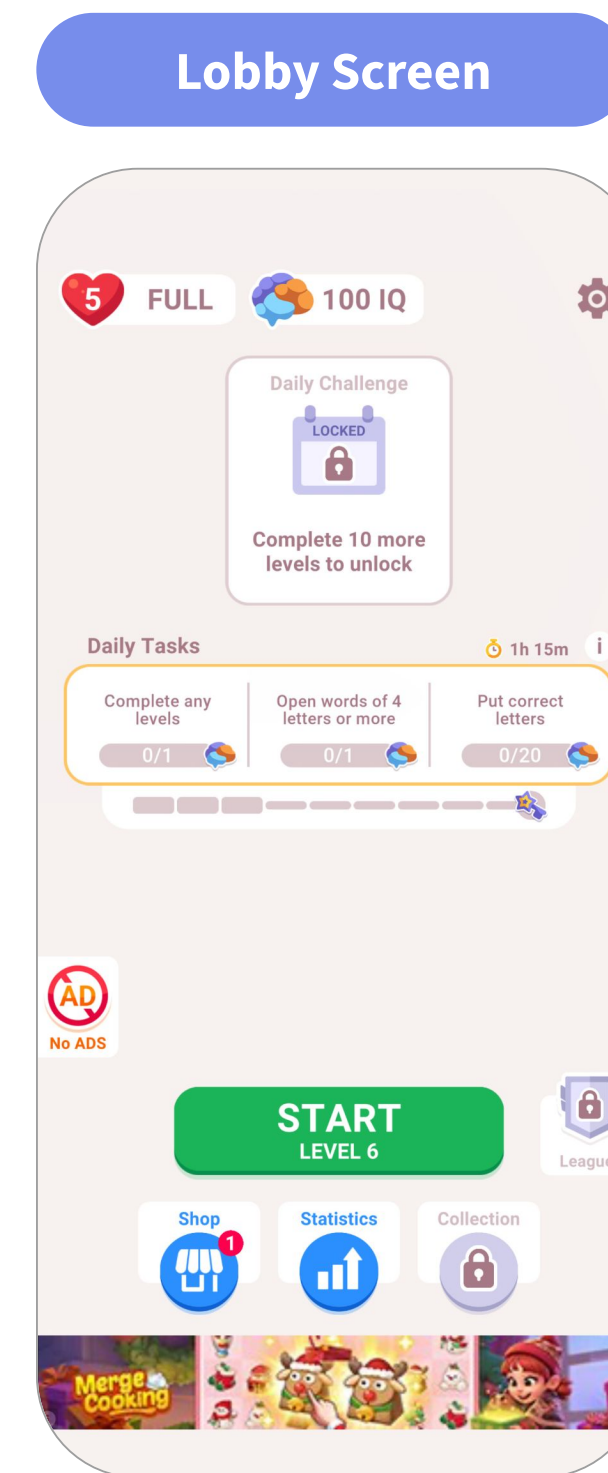 Lobby Screen
5 FULL 100 IQ
Daily Challenge
LOCKED
Complete 10 more
levels to unlock
Daily Tasks 1h 15m i
Complete any
levels
0/1
Open words of 4
letters or more
0/1
Put correct
letters
0/20
AD
No ADS
START
LEVEL 6
League
Shop
1
Statistics
Collection
Merge
Cooking